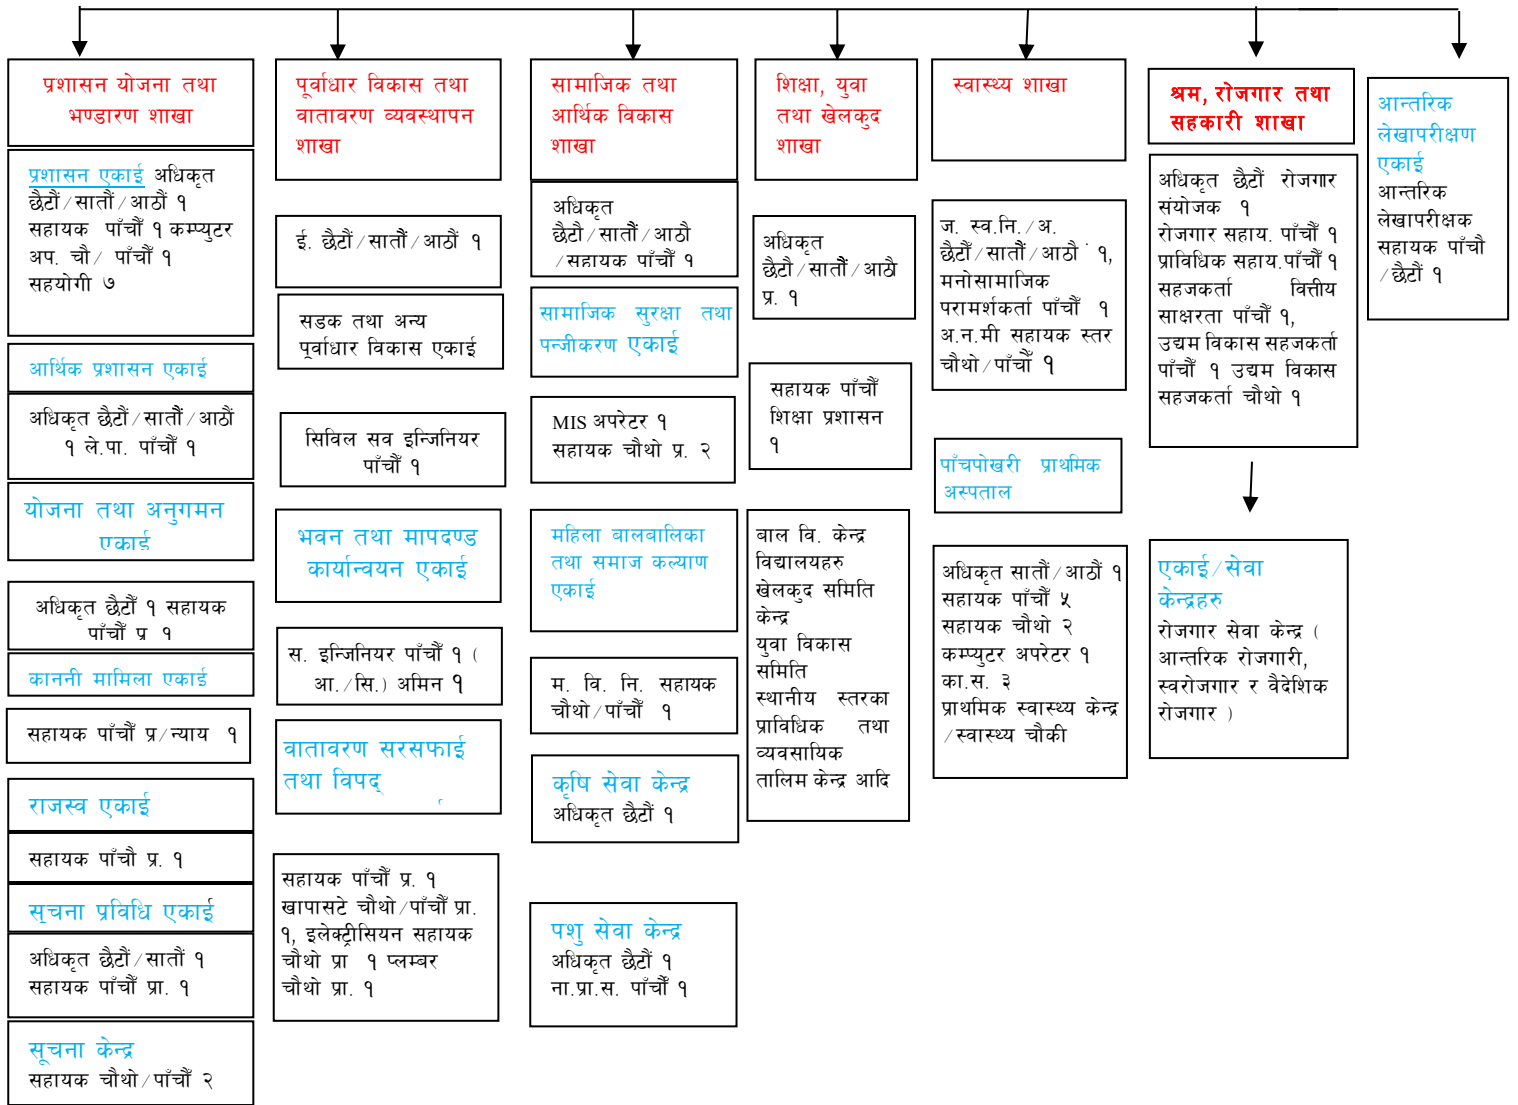 प्रशासन योजना तथा
भण्डारण शाखा
प्रशासन एकाई अधिकृत
छैटौं/सातौं/आठौं १
सहायक पाँचौं १ कम्प्युटर
अप. चौ/ पाँचौं १
सहयोगी ७
आर्थिक प्रशासन एकाई
अधिकृत छैटौं/सातौं/आठौं
१ ले.पा. पाँचौं १
योजना तथा अनुगमन
एकाई
अधिकृत छैटौं १ सहायक
पाँचौं प्र १
काननी मामिला एकाई
सहायक पाँचौं प्र/न्याय १
राजस्व एकाई
सहायक पाँचौ प्र. १
सूचना प्रविधि एकाई
अधिकृत छैटौं/सातौं १
सहायक पाँचौं प्रा. १
सूचना केन्द्र
सहायक चौथो/पाँचौं २
पूर्वाधार विकास तथा
वातावरण व्यवस्थापन
शाखा
ई. छैटौं/सातौं/आठौं १
सडक तथा अन्य
पूर्वाधार विकास एकाई
सिविल सव इन्जिनियर
पाँचौं १
भवन तथा मापदण्ड
कार्यान्वयन एकाई
स. इन्जिनियर पाँचौं १ (
आ./सि.) अमिन १
वातावरण सरसफाई
तथा विपद्
सहायक पाँचौं प्र. १
खापासटे चौथो/पाँचौं प्रा.
१, इलेक्ट्रीसियन सहायक
चौथो प्रा १ प्लम्बर
चौथो प्रा. १
सामाजिक तथा
आर्थिक विकास
शाखा
अधिकृत
छैटौ/सातौं/आठौ
/सहायक पाँचौं १
सामाजिक सुरक्षा तथा
पन्जीकरण एकाई
MIS अपरेटर १
सहायक चौथो प्र. २
महिला बालबालिका
तथा समाज कल्याण
एकाई
म. वि. नि. सहायक
चौथो/पाँचौं १
कृषि सेवा केन्द्र
अधिकृत छैटौं १
पशु सेवा केन्द्र
अधिकृत छैटौं १
ना.प्रा.स. पाँचौं १
शिक्षा, युवा
तथा खेलकुद
शाखा
अधिकृत
छैटौ/सातौं/आठौ
प्र. १
सहायक पाँचौं
शिक्षा प्रशासन
१
बाल वि. केन्द्र
विद्यालयहरु
खेलकुद समिति
केन्द्र
युवा विकास
समिति
स्थानीय स्तरका
प्राविधिक तथा
व्यवसायिक
तालिम केन्द्र आदि
स्वास्थ्य शाखा
ज. स्व.नि./अ.
छैटौं/सातौं/आठौ १,
मनोसामाजिक
परामर्शकर्ता पाँचौं १
अ.न.मी सहायक स्तर
चौथो/पाँचौं १
पाँचपोखरी प्राथमिक
अस्पताल
अधिकृत सातौं/आठौं १
सहायक पाँचौं ५
सहायक चौथो २
कम्प्युटर अपरेटर १
का.स. ३
प्राथमिक स्वास्थ्य केन्द्र
/स्वास्थ्य चौकी
श्रम, रोजगार तथा
सहकारी शाखा
अधिकृत छैटौं रोजगार
संयोजक १
रोजगार सहाय. पाँचौं १
प्राविधिक सहाय.पाँचौं १
सहजकर्ता वित्तीय
साक्षरता पाँचौं १,
उद्यम विकास सहजकर्ता
पाँचौं १ उद्यम विकास
सहजकर्ता चौथो १
एकाई/सेवा
केन्द्रहरु
रोजगार सेवा केन्द्र (
आन्तरिक रोजगारी,
स्वरोजगार र वैदेशिक
रोजगार )
आन्तरिक
लेखापरीक्षण
एकाई
आन्तरिक
लेखापरीक्षक
सहायक पाँचौ
/छैटौं १